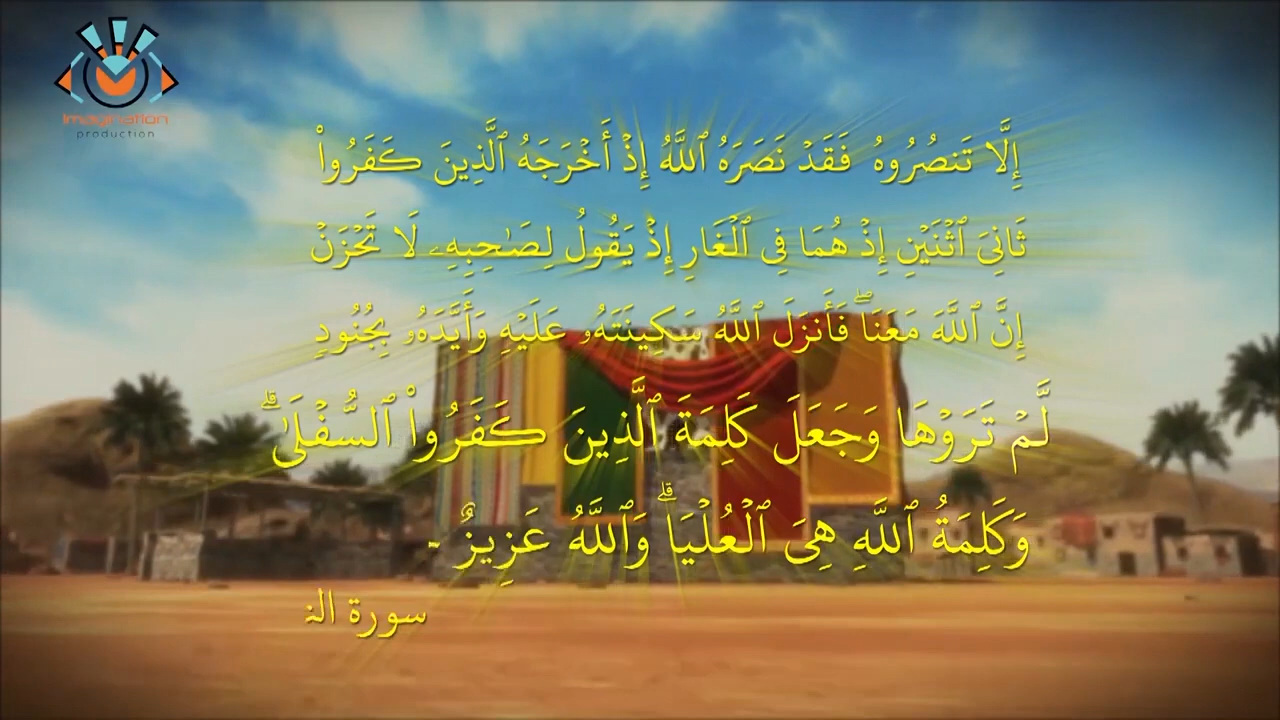 Imagination
production
إِلَّا تَنصُرُوهُ فَقَدۡ نَصَرَهُ ٱللَّهُ إِذۡ أَخۡرَجَهُ ٱلَّذِينَ كَفَرُواْ
ثَانِيَ ٱثۡنَيۡنِ إِذۡ هُمَا فِي ٱلۡغَارِ إِذۡ يَقُولُ لِصَٰحِبِهِۦ لَا تَحۡزَنۡ
إِنَّ ٱللَّهَ مَعَنَاۖ فَأَنزَلَ ٱللَّهُ سَكِينَتَهُۥ عَلَيۡهِ وَأَيَّدَهُۥ بِجُنُودٖ
لَّمۡ تَرَوۡهَا وَجَعَلَ كَلِمَةَ ٱلَّذِينَ كَفَرُواْ ٱلسُّفۡلَىٰۗ
وَكَلِمَةُ ٱللَّهِ هِيَ ٱلۡعُلۡيَاۗ وَٱللَّهُ عَزِيزٌ
سورة